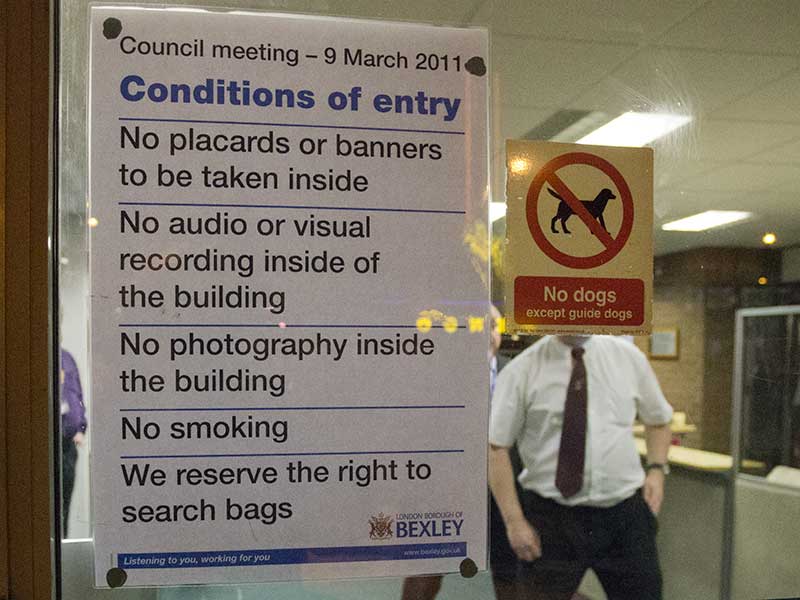 Council meeting – 9 March 2011
Conditions of entry
No placards or banners
to be taken inside
No audio or visual
recording inside of
the building
No photography inside
the building
No smoking
We reserve the right to
search bags
LONDON BOROUGH OF
BEXLEY
Listening to you, working for you
www.bexley.gov.uk
No dogs
except guide dogs